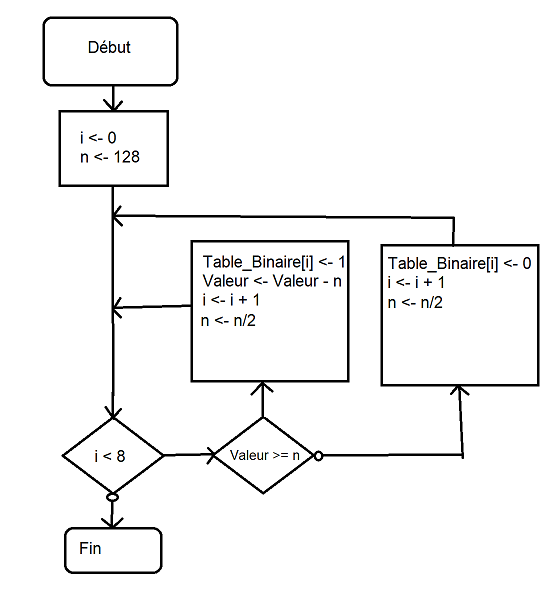 Début
i <- 0
n <- 128
Table_Binaire[i] <- 1
Valeur <- Valeur - n
i <- i + 1
n <- n/2
Table_Binaire[i] <- 0
i <- i + 1
n <- n/2
i < 8
Valeur >= n
Fin